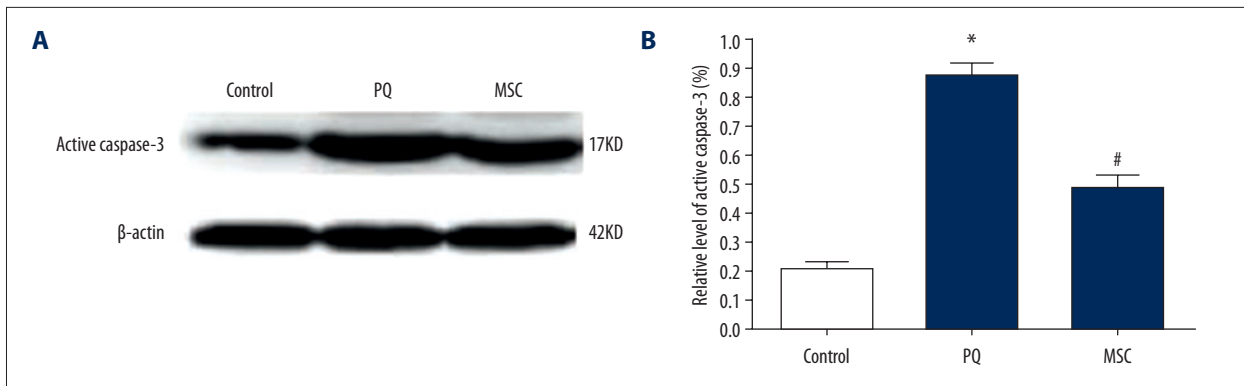 A
Control PQ MSC
Active caspase-3 17KD
β-actin 42KD
B
Relative level of active caspase-3 (%)
1.0
0.9
0.8
0.7
0.6
0.5
0.4
0.3
0.2
0.1
0.0
*
#
Control PQ MSC